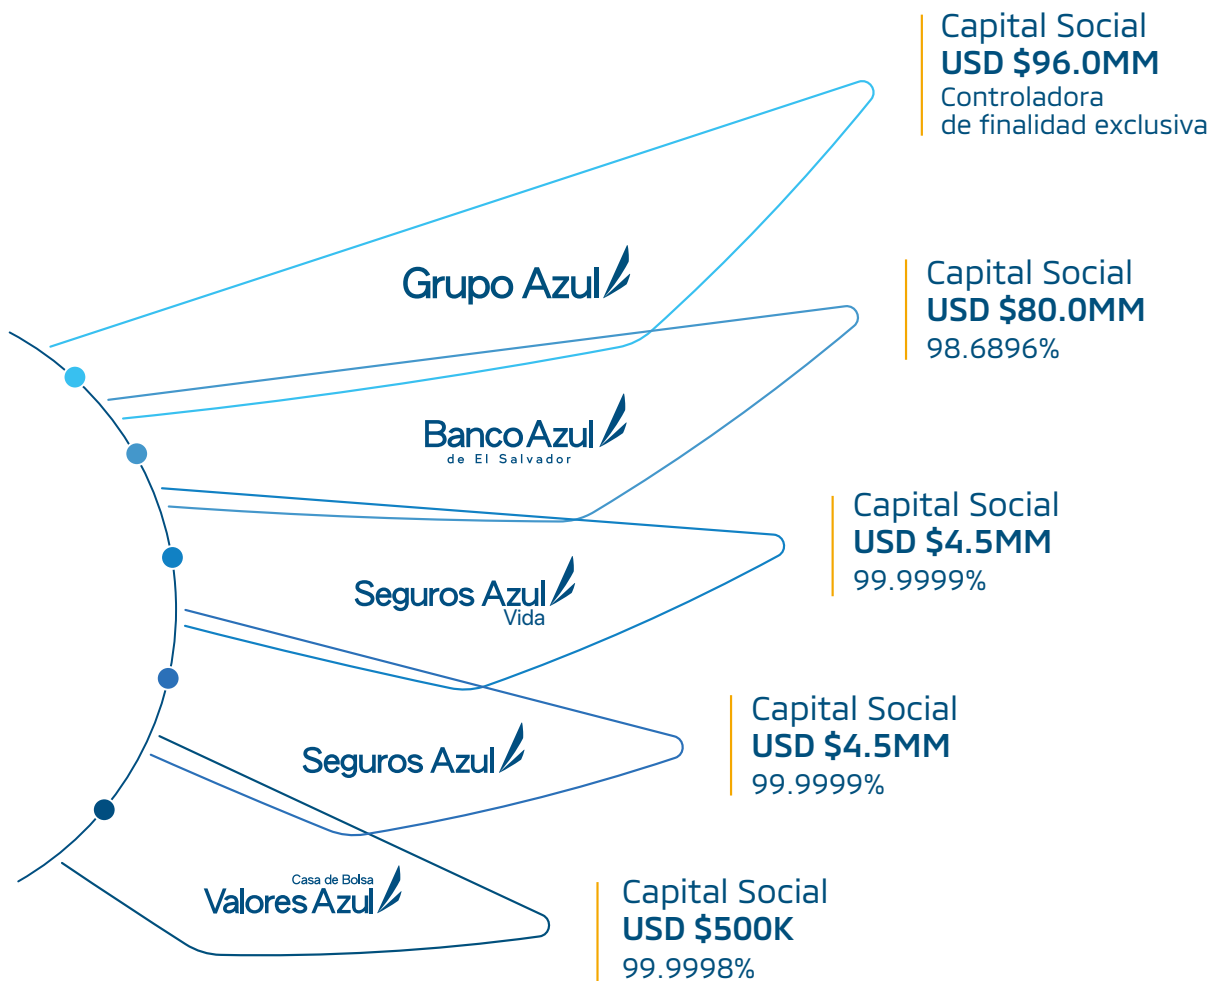 Capital Social
USD $96.0MM
Controladora
de finalidad exclusiva
Grupo Azul
Capital Social
USD $80.0MM
98.6896%
Banco Azul
de El Salvador
Capital Social
USD $4.5MM
99.9999%
Seguros Azul
Vida
Capital Social
USD $4.5MM
99.9999%
Seguros Azul
Casa de Bolsa
Valores Azul
Capital Social
USD $500K
99.9998%